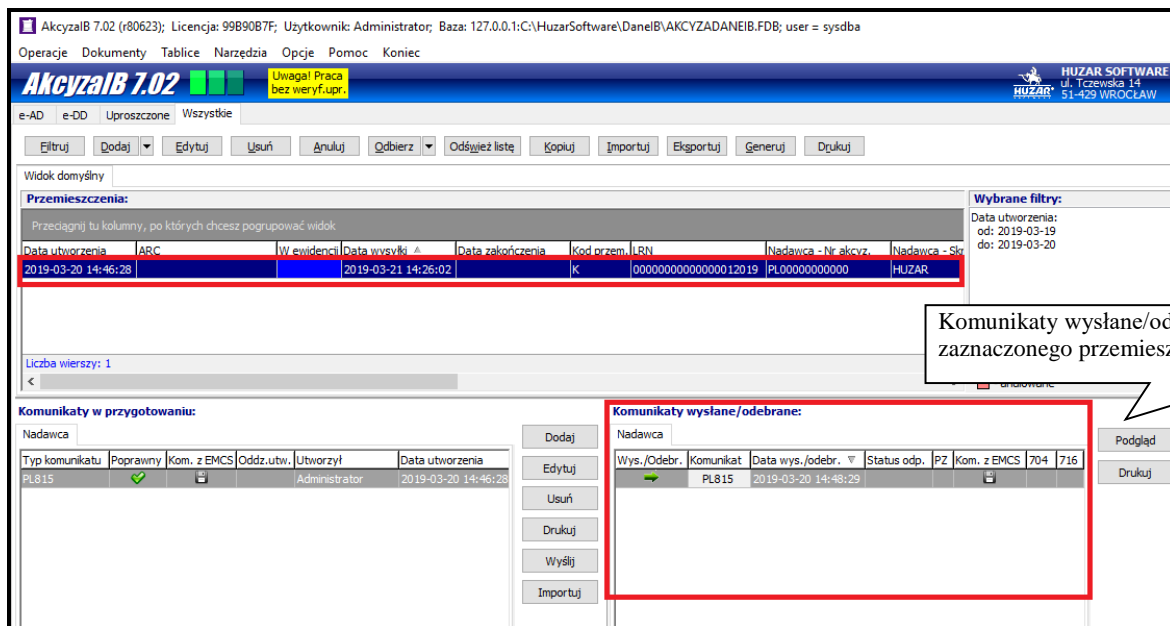 AkcyzaIB 7.02 (r80623); Licencja: 99B90B7F; Użytkownik: Administrator; Baza: 127.0.0.1:C:\HuzarSoftware\DaneIB\AKCYZADANEIB.FDB; user = sysdba
Operacje Dokumenty Tablice Narzędzia Opcje Pomoc Koniec
AkcyzaIB 7.02
Uwaga! Praca
bez weryf.upr.
HUZAR
HUZAR SOFTWARE
ul. Tczewska 14
51-429 WROCŁAW
e-AD e-DD Uproszczone Wszystkie
Filtruj Dodaj Edytuj Usuń Anuluj Odbierz Odśwież listę Kopiuj Importuj Eksportuj Generuj Drukuj
Widok domyślny
Przemieszczenia:
Przeciągnij tu kolumny, po których chcesz pogrupować widok
Data utworzenia ARC W ewidencji Data wysyłki Data zakończenia Kod przem. LRN Nadawca - Nr akcyz. Nadawca - Skr
2019-03-20 14:46:28 2019-03-21 14:26:02 K 00000000000000012019 PL00000000000 HUZAR
Liczba wierszy: 1
Wybrane filtry:
Data utworzenia:
od: 2019-03-19
do: 2019-03-20
Komunikaty wysłane/od
zaznaczonego przemiesz
anulowane
Komunikaty w przygotowaniu:
Nadawca
Typ komunikatu Poprawny Kom. z EMCS Oddz.utw. Utworzył Data utworzenia
PL815 Administrator 2019-03-20 14:46:28
Dodaj
Edytuj
Usuń
Drukuj
Wyślij
Importuj
Komunikaty wysłane/odebrane:
Nadawca
Wys./Odebr. Komunikat Data wys./odebr. Status odp. PZ Kom. z EMCS 704 716
PL815 2019-03-20 14:48:29
Podgląd
Drukuj